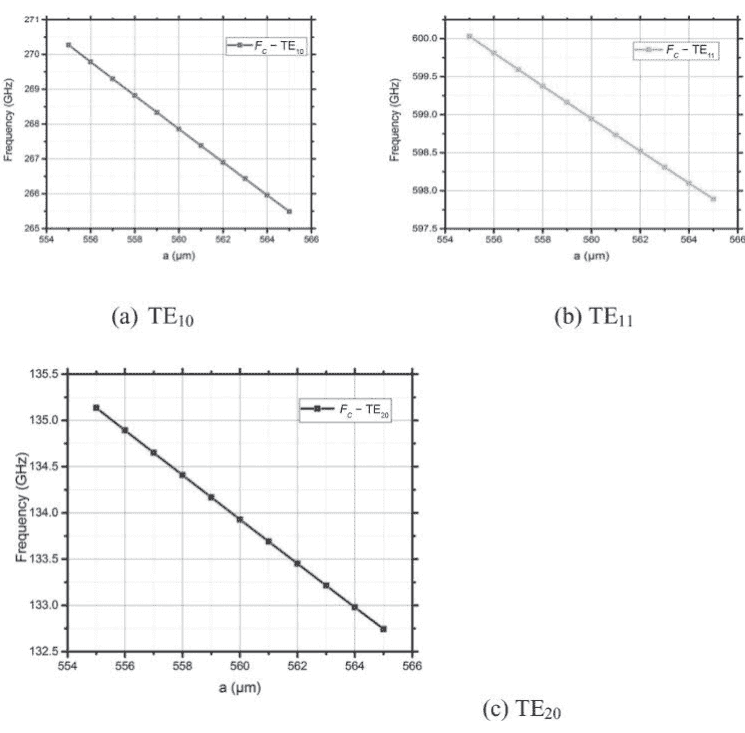 271
270
269
268
267
266
265
Frequency (GHz)
F_c – TE_10
554 556 558 560 562 564 566
a (μm)
600.0
599.5
599.0
598.5
598.0
597.5
Frequency (GHz)
F_c – TE_11
554 556 558 560 562 564 566
a (μm)
(a) TE_10
(b) TE_11
135.5
135.0
134.5
134.0
133.5
133.0
132.5
Frequency (GHz)
F_c – TE_20
554 556 558 560 562 564 566
a (μm)
(c) TE_20